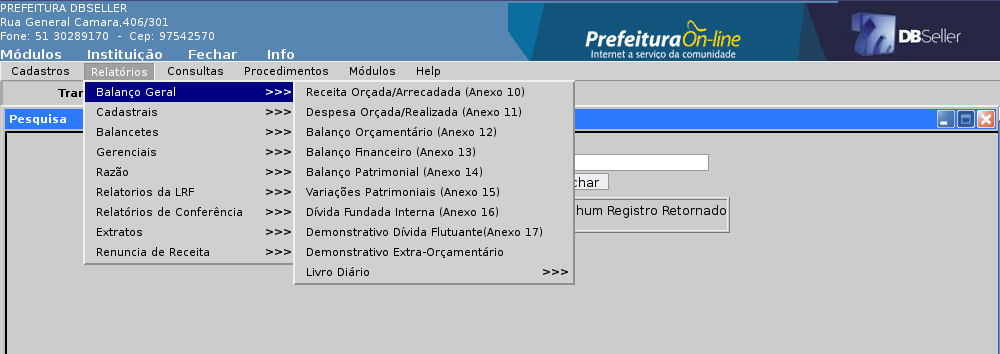 PREFEITURA DBSELLER
Rua General Camara,406/301
Fone: 51 30289170 - Cep: 97542570
Módulos Instituição Fechar Info
Prefeitura On-line
Internet a serviço da comunidade
DBSeller
Cadastros Relatórios Consultas Procedimentos Módulos Help
Tran
Pesquisa
Balanço Geral >>>
Cadastrais >>>
Balancetes >>>
Gerenciais >>>
Razão >>>
Relatorios da LRF >>>
Relatórios de Conferência >>>
Extratos >>>
Renuncia de Receita >>>
Receita Orçada/Arrecadada (Anexo 10)
Despesa Orçada/Realizada (Anexo 11)
Balanço Orçamentário (Anexo 12)
Balanço Financeiro (Anexo 13)
Balanço Patrimonial (Anexo 14)
Variações Patrimoniais (Anexo 15)
Dívida Fundada Interna (Anexo 16)
Demonstrativo Dívida Flutuante(Anexo 17)
Demonstrativo Extra-Orçamentário
Livro Diário >>>
char
hum Registro Retornado